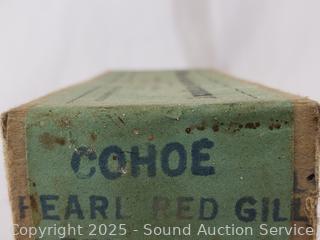 COHOE
PEARL RED GILL
Copyright 2025 - Sound Auction Service